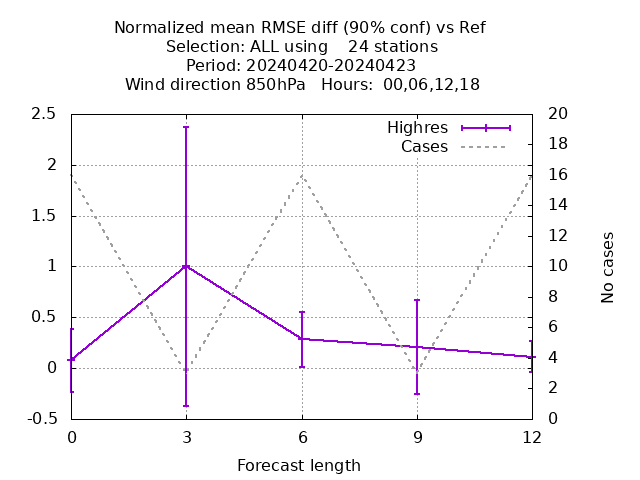 Normalized mean RMSE diff (90% conf) vs Ref
Selection: ALL using    24 stations
Period: 20240420-20240423
Wind direction 850hPa   Hours:  00,06,12,18
2.5
2
1.5
1
0.5
0
-0.5
Highres
Cases
20
18
16
14
12
10
8
6
4
2
0
No cases
0 3 6 9 12
Forecast length